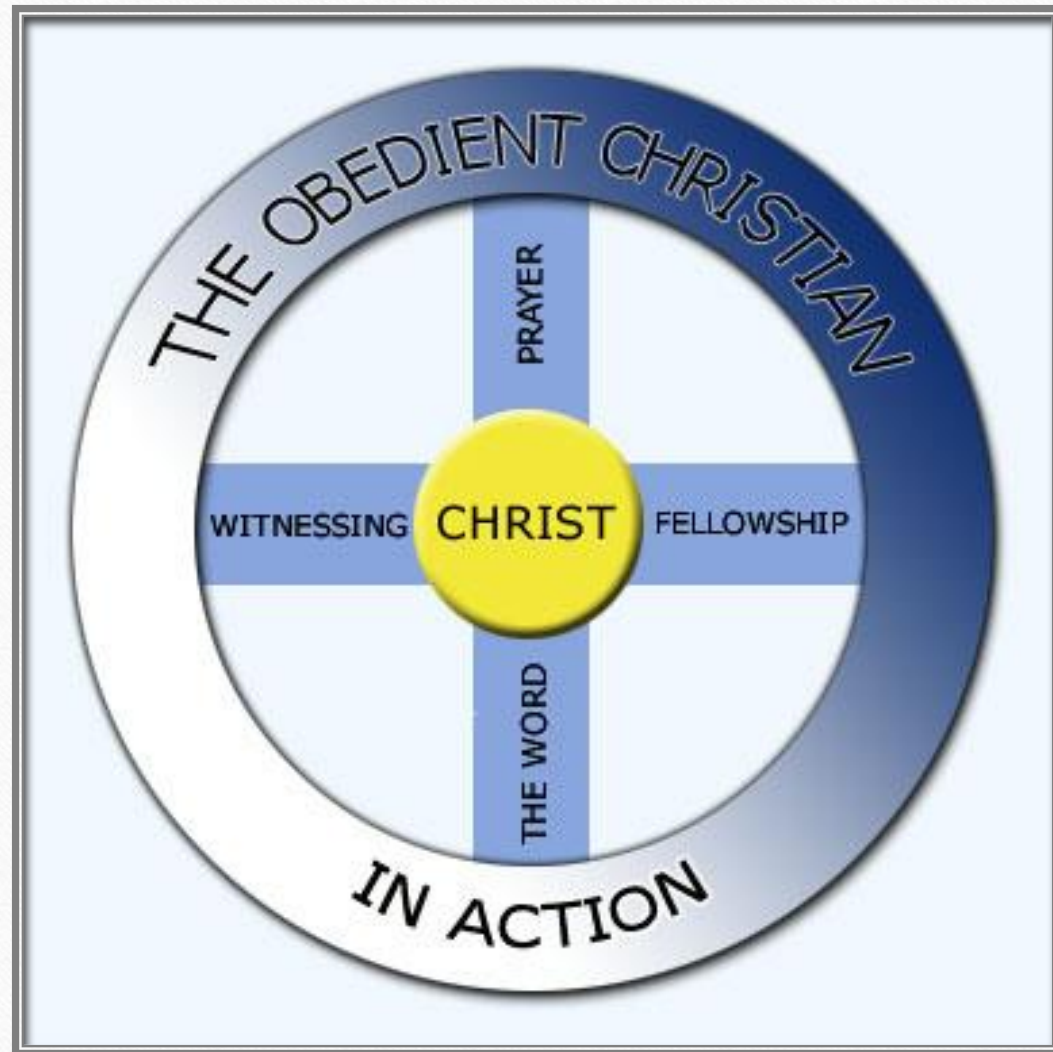 THE OBEDIENT CHRISTIAN
PRAYER
WITNESSING
CHRIST
FELLOWSHIP
THE WORD
IN ACTION